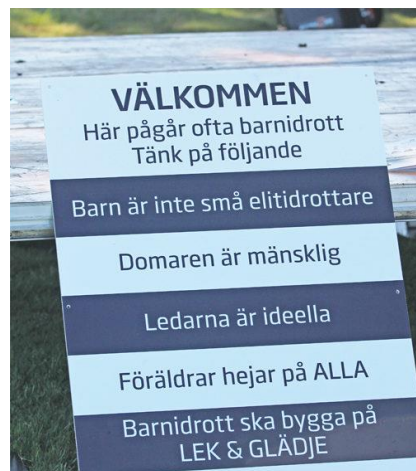 VÄLKOMMEN
Här pågår ofta barnidrott
Tänk på följande
Barn är inte små elitidrottare
Domaren är mänsklig
Ledarna är ideella
Föräldrar hejar på ALLA
Barnidrott ska bygga på
LEK & GLÄDJE